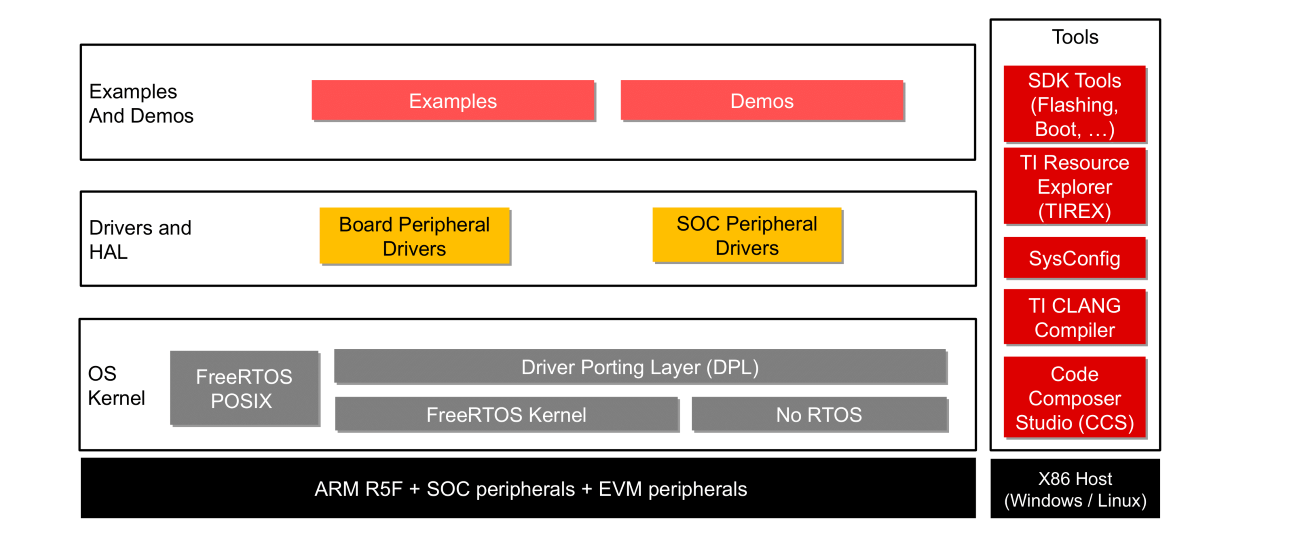 Examples
And Demos
Examples
Demos
Drivers and
HAL
Board Peripheral
Drivers
SOC Peripheral
Drivers
OS
Kernel
FreeRTOS
POSIX
Driver Porting Layer (DPL)
FreeRTOS Kernel
No RTOS
ARM R5F + SOC peripherals + EVM peripherals
Tools
SDK Tools
(Flashing,
Boot, …)
TI Resource
Explorer
(TIREX)
SysConfig
TI CLANG
Compiler
Code
Composer
Studio (CCS)
X86 Host
(Windows / Linux)